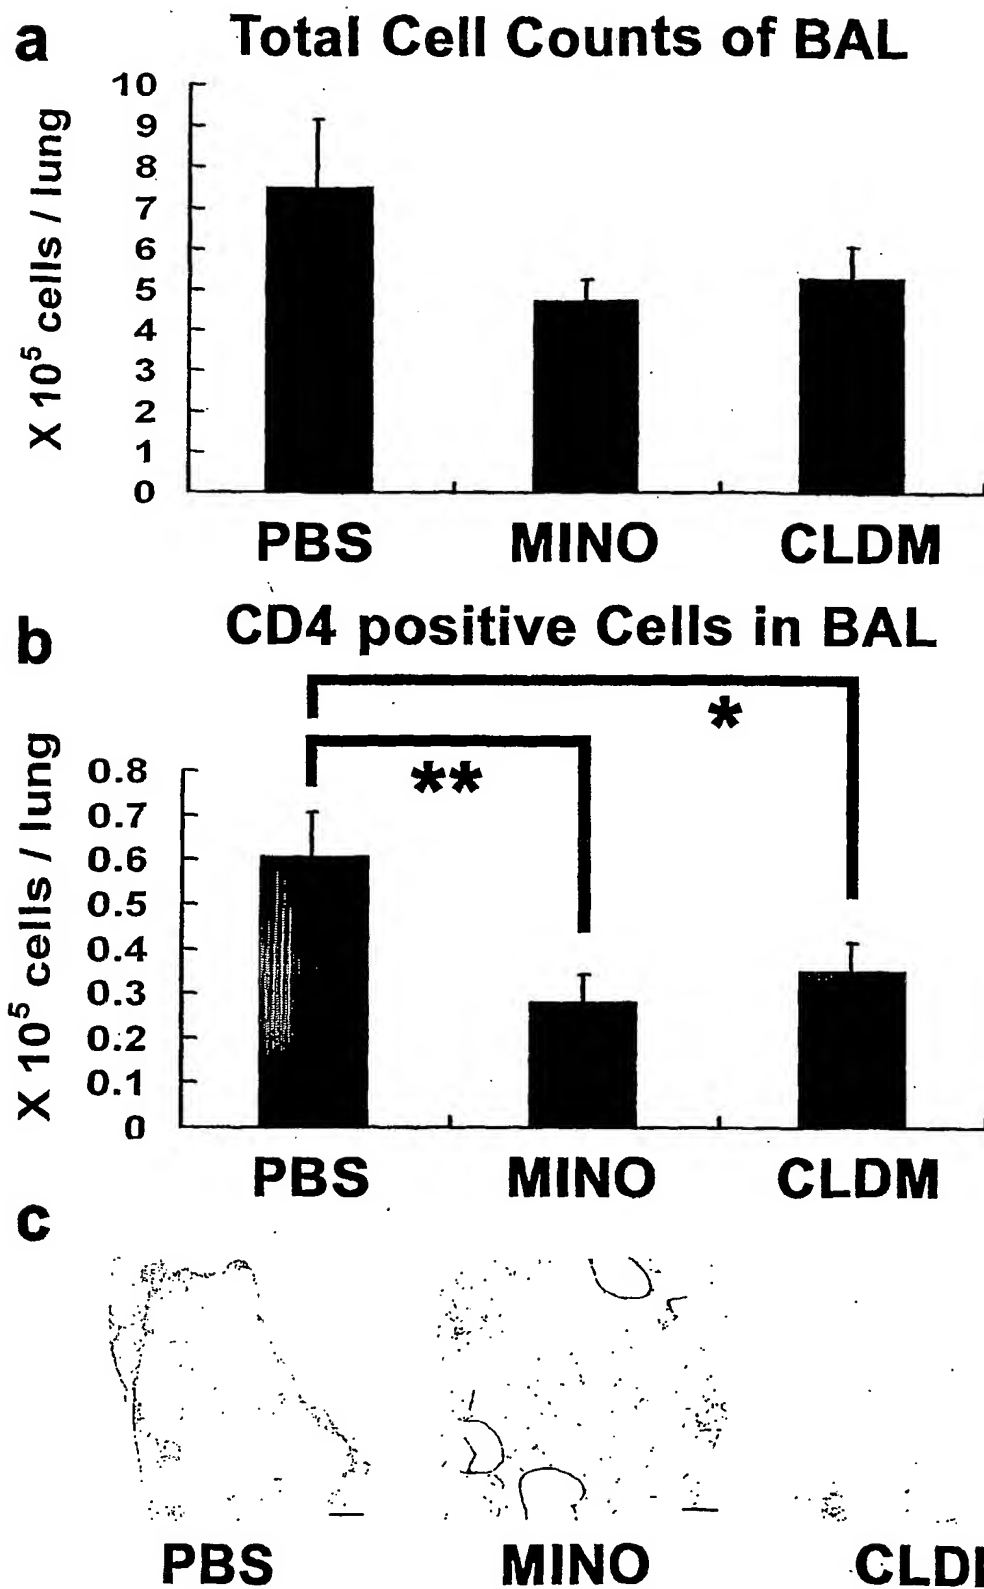 a Total Cell Counts of BAL
X 10⁵ cells / lung
10
9
8
7
6
5
4
3
2
1
0
PBS MINO CLDM
b CD4 positive Cells in BAL
*
**
X 10⁵ cells / lung
0.8
0.7
0.6
0.5
0.4
0.3
0.2
0.1
0
PBS MINO CLDM
c
PBS MINO